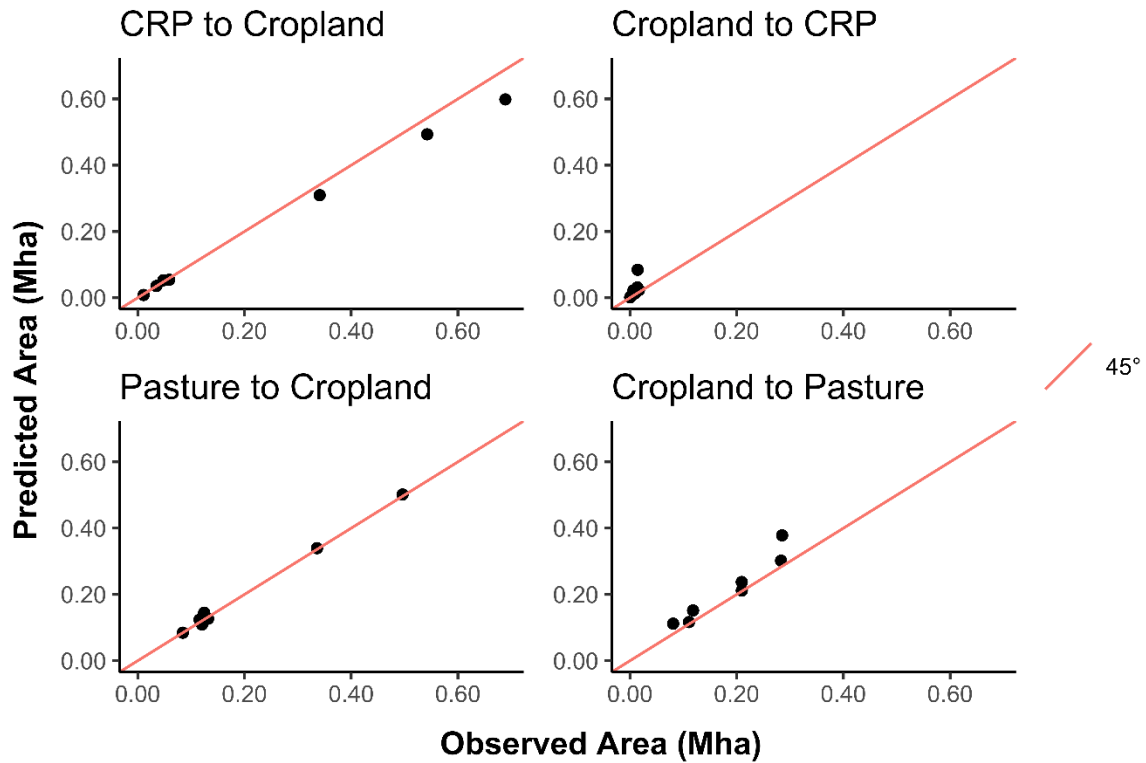 CRP to Cropland
Cropland to CRP
0.60
0.40
0.20
0.00
0.00 0.20 0.40 0.60
0.60
0.40
0.20
0.00
0.00 0.20 0.40 0.60
Pasture to Cropland
Cropland to Pasture
0.60
0.40
0.20
0.00
0.00 0.20 0.40 0.60
0.60
0.40
0.20
0.00
0.00 0.20 0.40 0.60
Predicted Area (Mha)
Observed Area (Mha)
45°